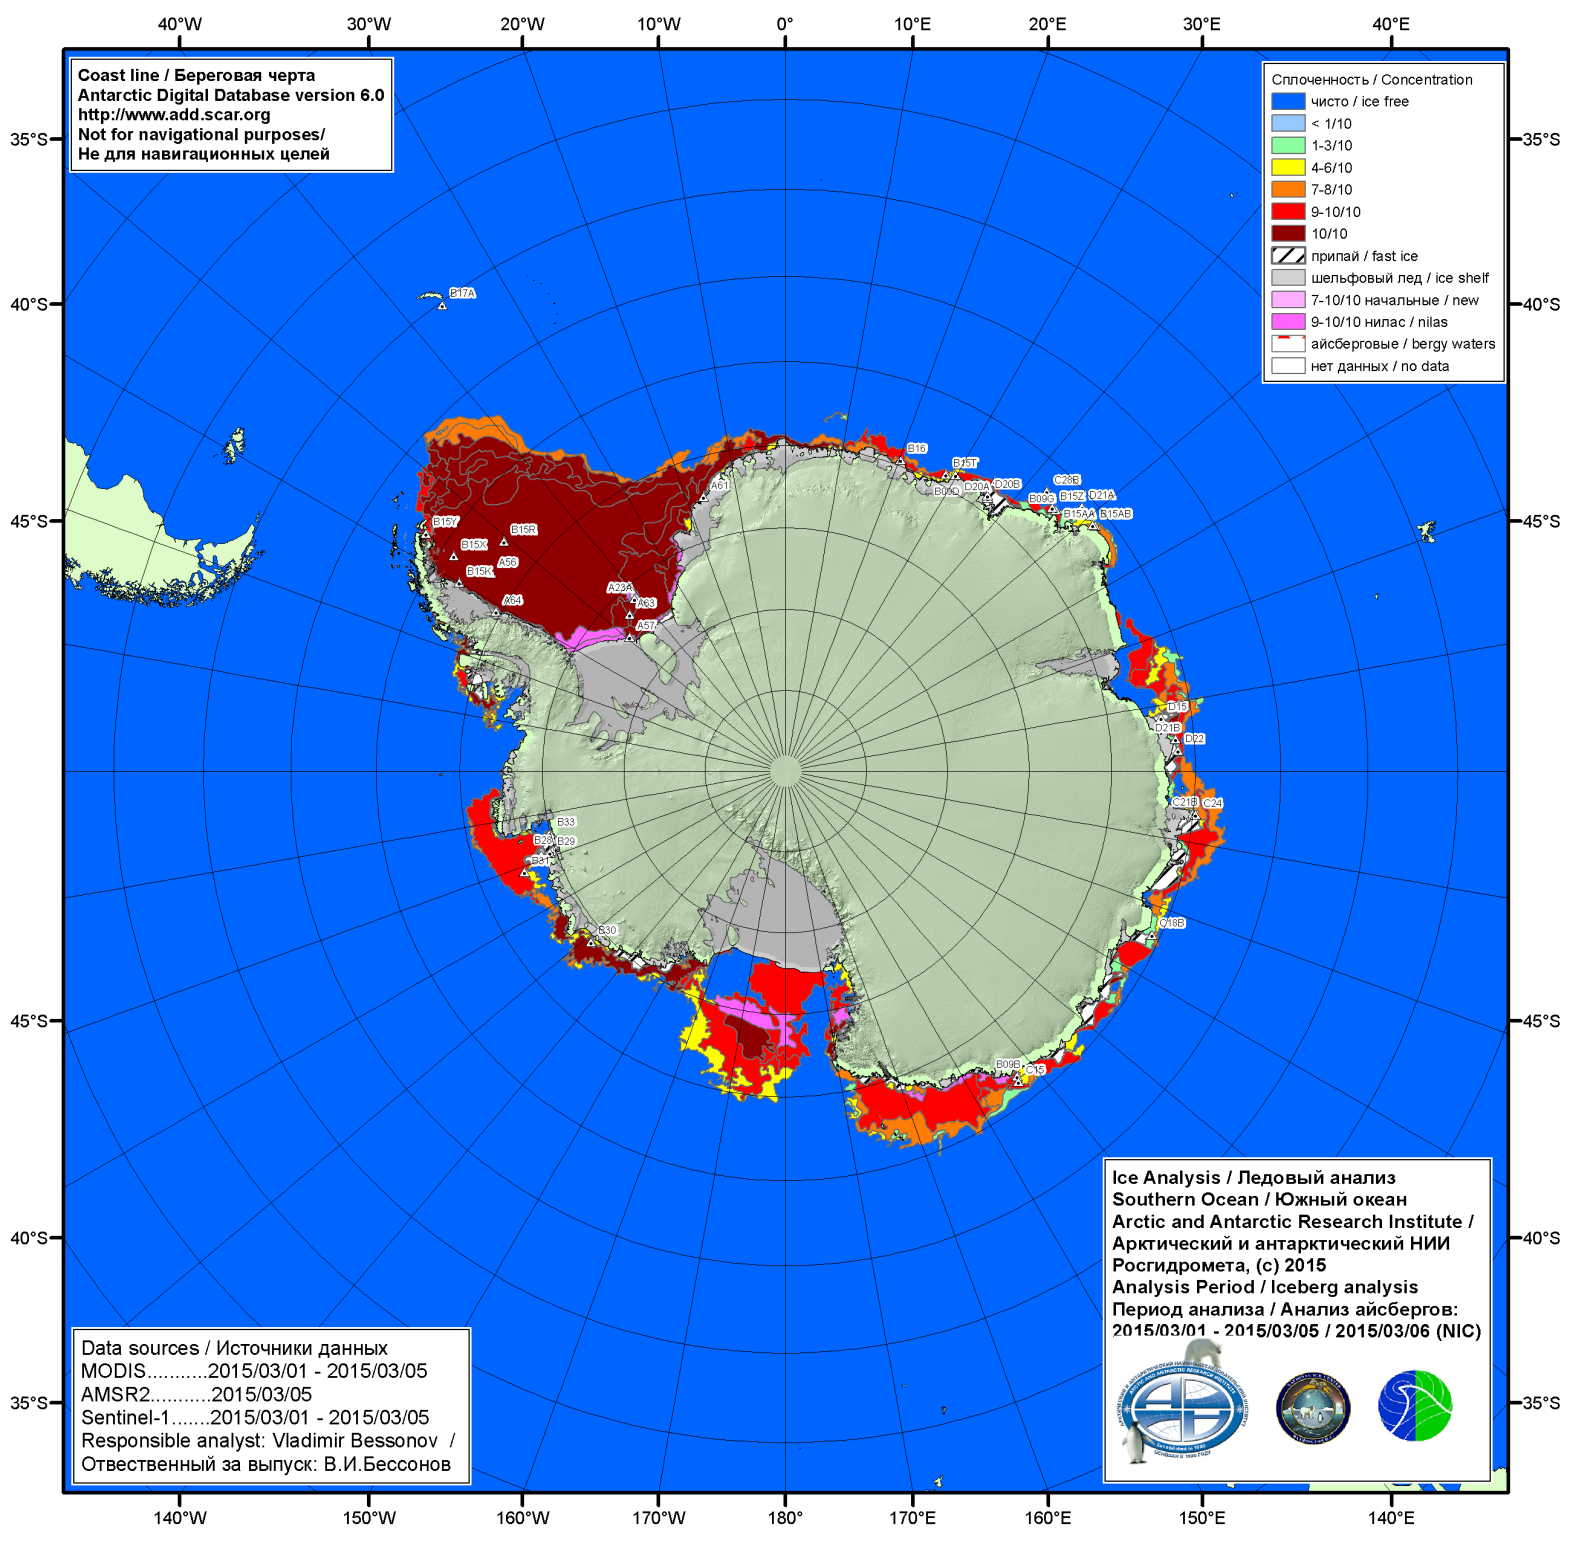 40°W
30°W
20°W
10°W
0°
10°E
20°E
30°E
40°E
Coast line / Береговая черта
Antarctic Digital Database version 6.0
http://www.add.scar.org
Not for navigational purposes/
Не для навигационных целей
Сплоченность / Concentration
чисто / ice free
< 1/10
1-3/10
4-6/10
7-8/10
9-10/10
10/10
припай / fast ice
шельфовый лед / ice shelf
7-10/10 начальные / new
9-10/10 нилас / nilas
айсберговые / bergy waters
нет данных / no data
35°S
35°S
40°S
40°S
45°S
45°S
B17A
B16
B15T
B09D
D20A
D20B
C28B
B09G
B15Z
D21A
B15AA
B15AB
A61
B15Y
B15R
B15X
A56
B15K
A64
A23A
A63
A57
D15
D21B
D22
C21B
C24
B33
B28
B29
B31
B30
C18B
B09B
C15
45°S
45°S
40°S
40°S
35°S
35°S
Ice Analysis / Ледовый анализ
Southern Ocean / Южный океан
Arctic and Antarctic Research Institute /
Арктический и антарктический НИИ
Росгидромета, (c) 2015
Analysis Period / Iceberg analysis
Период анализа / Анализ айсбергов:
2015/03/01 - 2015/03/05 / 2015/03/06 (NIC)
Data sources / Источники данных
MODIS...........2015/03/01 - 2015/03/05
AMSR2..........2015/03/05
Sentinel-1.......2015/03/01 - 2015/03/05
Responsible analyst: Vladimir Bessonov /
Отвественный за выпуск: В.И.Бессонов
140°W
150°W
160°W
170°W
180°
170°E
160°E
150°E
140°E